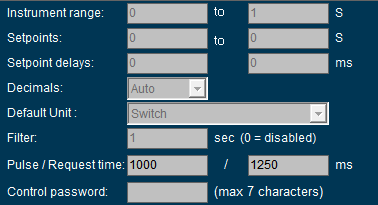 Instrument range: 0 to 1 S
Setpoints: 0 to 0 S
Setpoint delays: 0 0 ms
Decimals: Auto
Default Unit : Switch
Filter: 1 sec (0 = disabled)
Pulse / Request time: 1000 / 1250 ms
Control password: (max 7 characters)